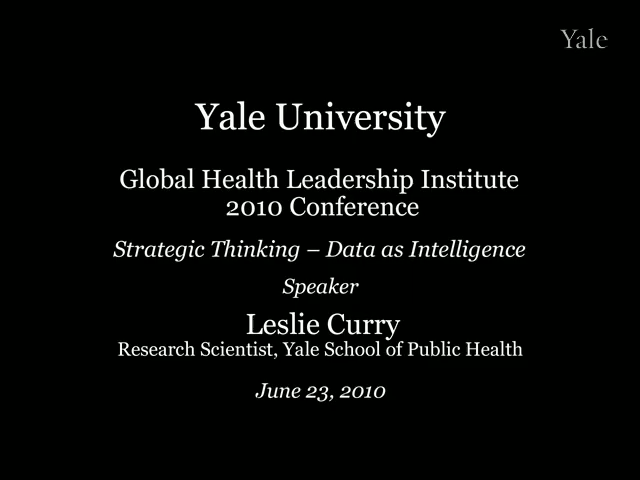 Yale
Yale University
Global Health Leadership Institute
2010 Conference
Strategic Thinking – Data as Intelligence
Speaker
Leslie Curry
Research Scientist, Yale School of Public Health
June 23, 2010